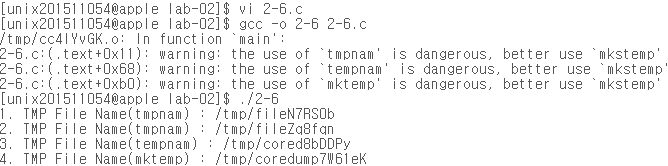 [unix201511054@apple lab-02]$ vi 2-6.c
[unix201511054@apple lab-02]$ gcc -o 2-6 2-6.c
/tmp/cc4lYvGK.o: In function `main':
2-6.c:(.text+0x11): warning: the use of `tmpnam' is dangerous, better use `mkstemp'
2-6.c:(.text+0x68): warning: the use of `tempnam' is dangerous, better use `mkstemp'
2-6.c:(.text+0xb0): warning: the use of `mktemp' is dangerous, better use `mkstemp'
[unix201511054@apple lab-02]$ ./2-6
1. TMP File Name(tmpnam) : /tmp/fileN7RSOb
2. TMP File Name(tmpnam) : /tmp/fileZq8fqn
3. TMP File Name(tempnam) : /tmp/cored8bDDPy
4. TMP File Name(mktemp) : /tmp/coredump7W61eK